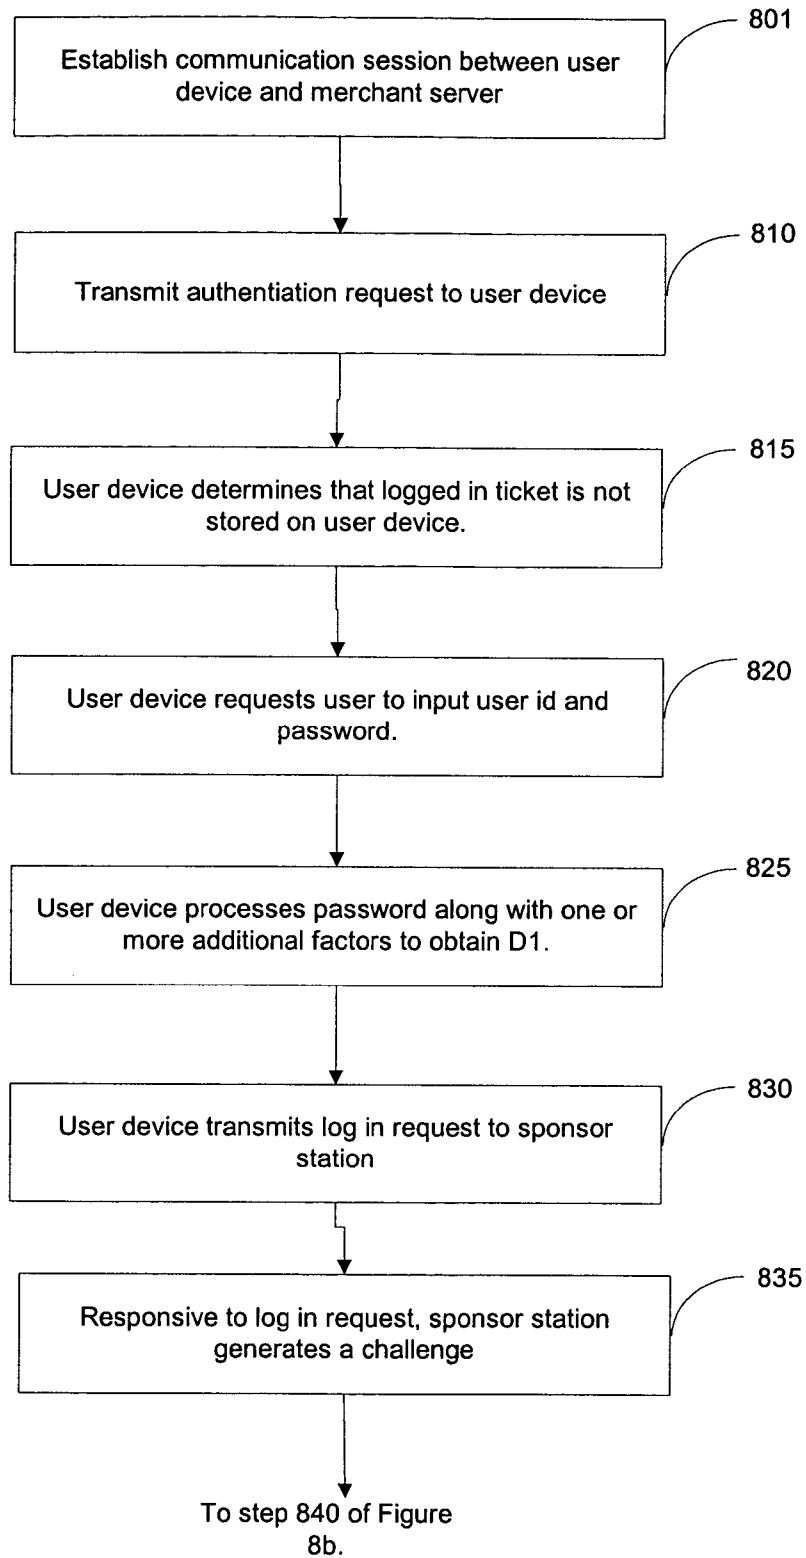 801
Establish communication session between user
device and merchant server
810
Transmit authentiation request to user device
815
User device determines that logged in ticket is not
stored on user device.
820
User device requests user to input user id and
password.
825
User device processes password along with one or
more additional factors to obtain D1.
830
User device transmits log in request to sponsor
station
835
Responsive to log in request, sponsor station
generates a challenge
To step 840 of Figure
8b.